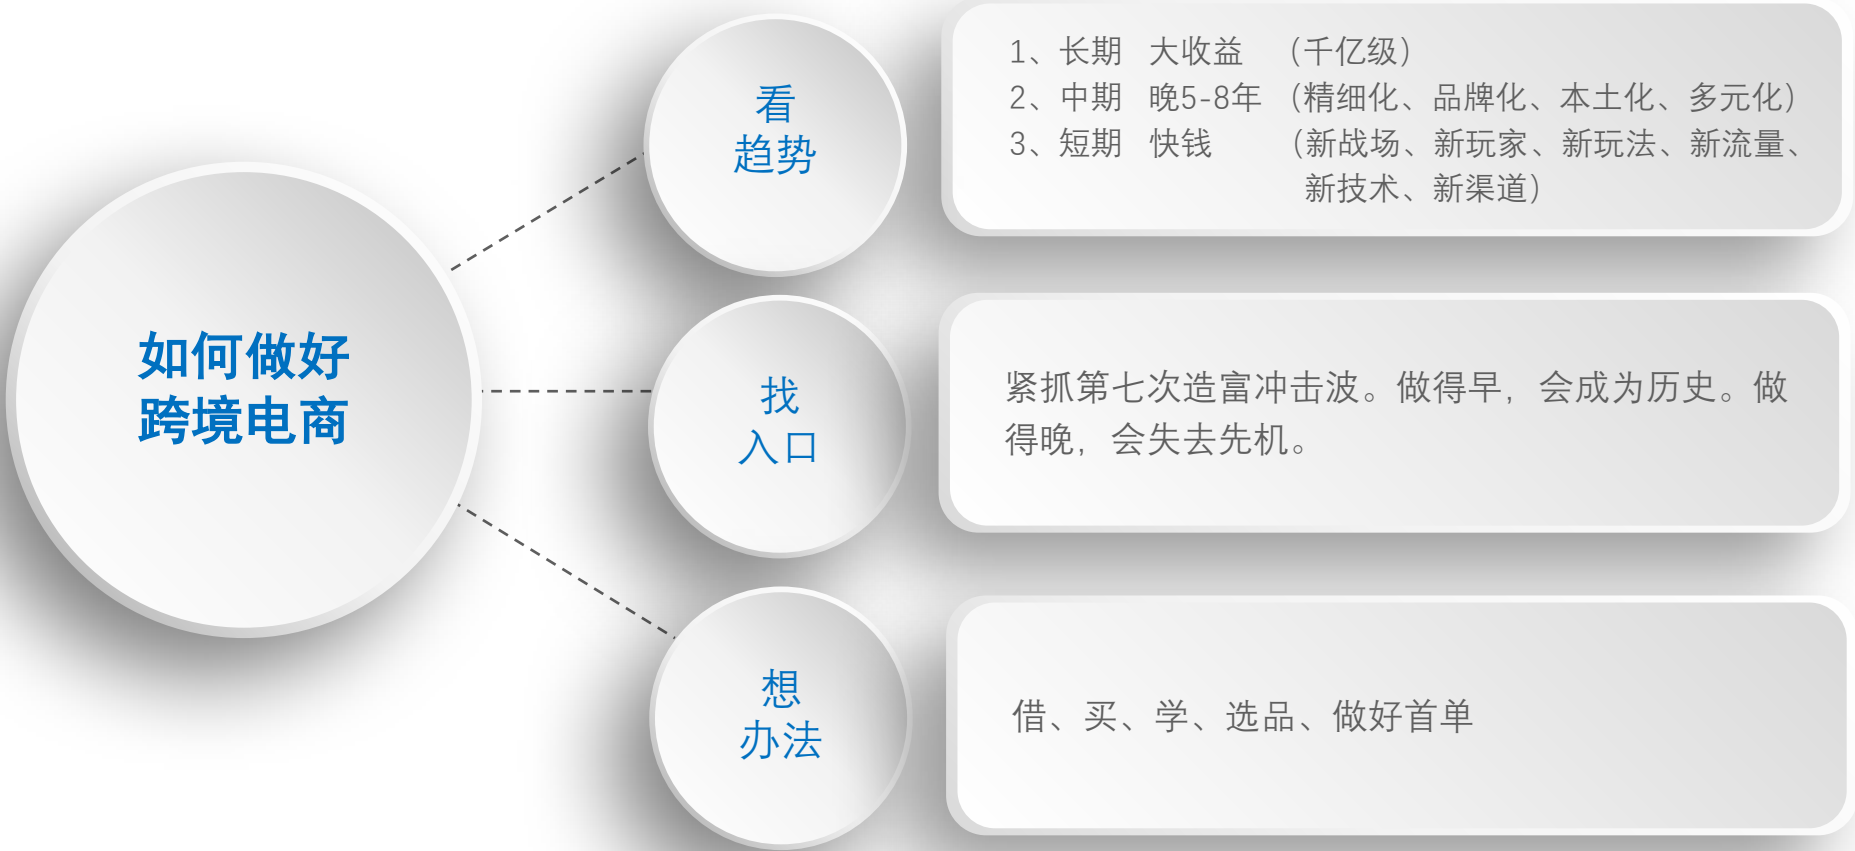 如何做好
跨境电商
看
趋势
1、长期 大收益 （千亿级）
2、中期 晚5-8年 （精细化、品牌化、本土化、多元化）
3、短期 快钱 （新战场、新玩家、新玩法、新流量、
新技术、新渠道）
找
入口
紧抓第七次造富冲击波。做得早，会成为历史。做
得晚，会失去先机。
想
办法
借、买、学、选品、做好首单